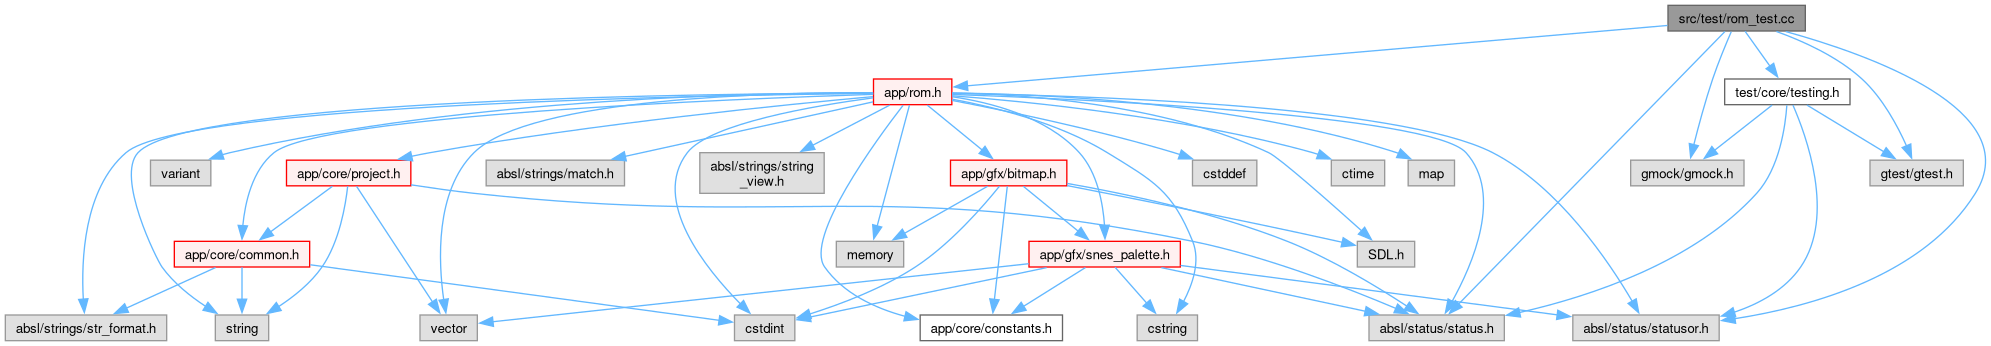 src/test/rom_test.cc
app/rom.h
test/core/testing.h
variant
app/core/project.h
absl/strings/match.h
absl/strings/string
_view.h
app/gfx/bitmap.h
cstddef
ctime
map
gmock/gmock.h
gtest/gtest.h
app/core/common.h
memory
app/gfx/snes_palette.h
SDL.h
absl/strings/str_format.h
string
vector
cstdint
app/core/constants.h
cstring
absl/status/status.h
absl/status/statusor.h